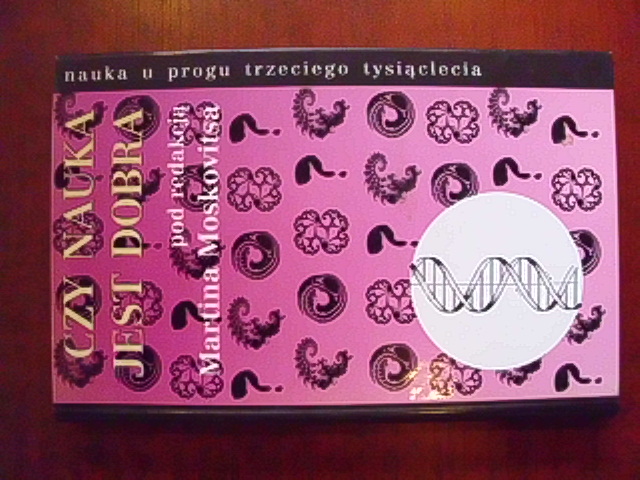 nauka u progu trzeciego tysiąclecia
CZY NAUKA
JEST DOBRA
pod redakcją
Martina Moskovitsa